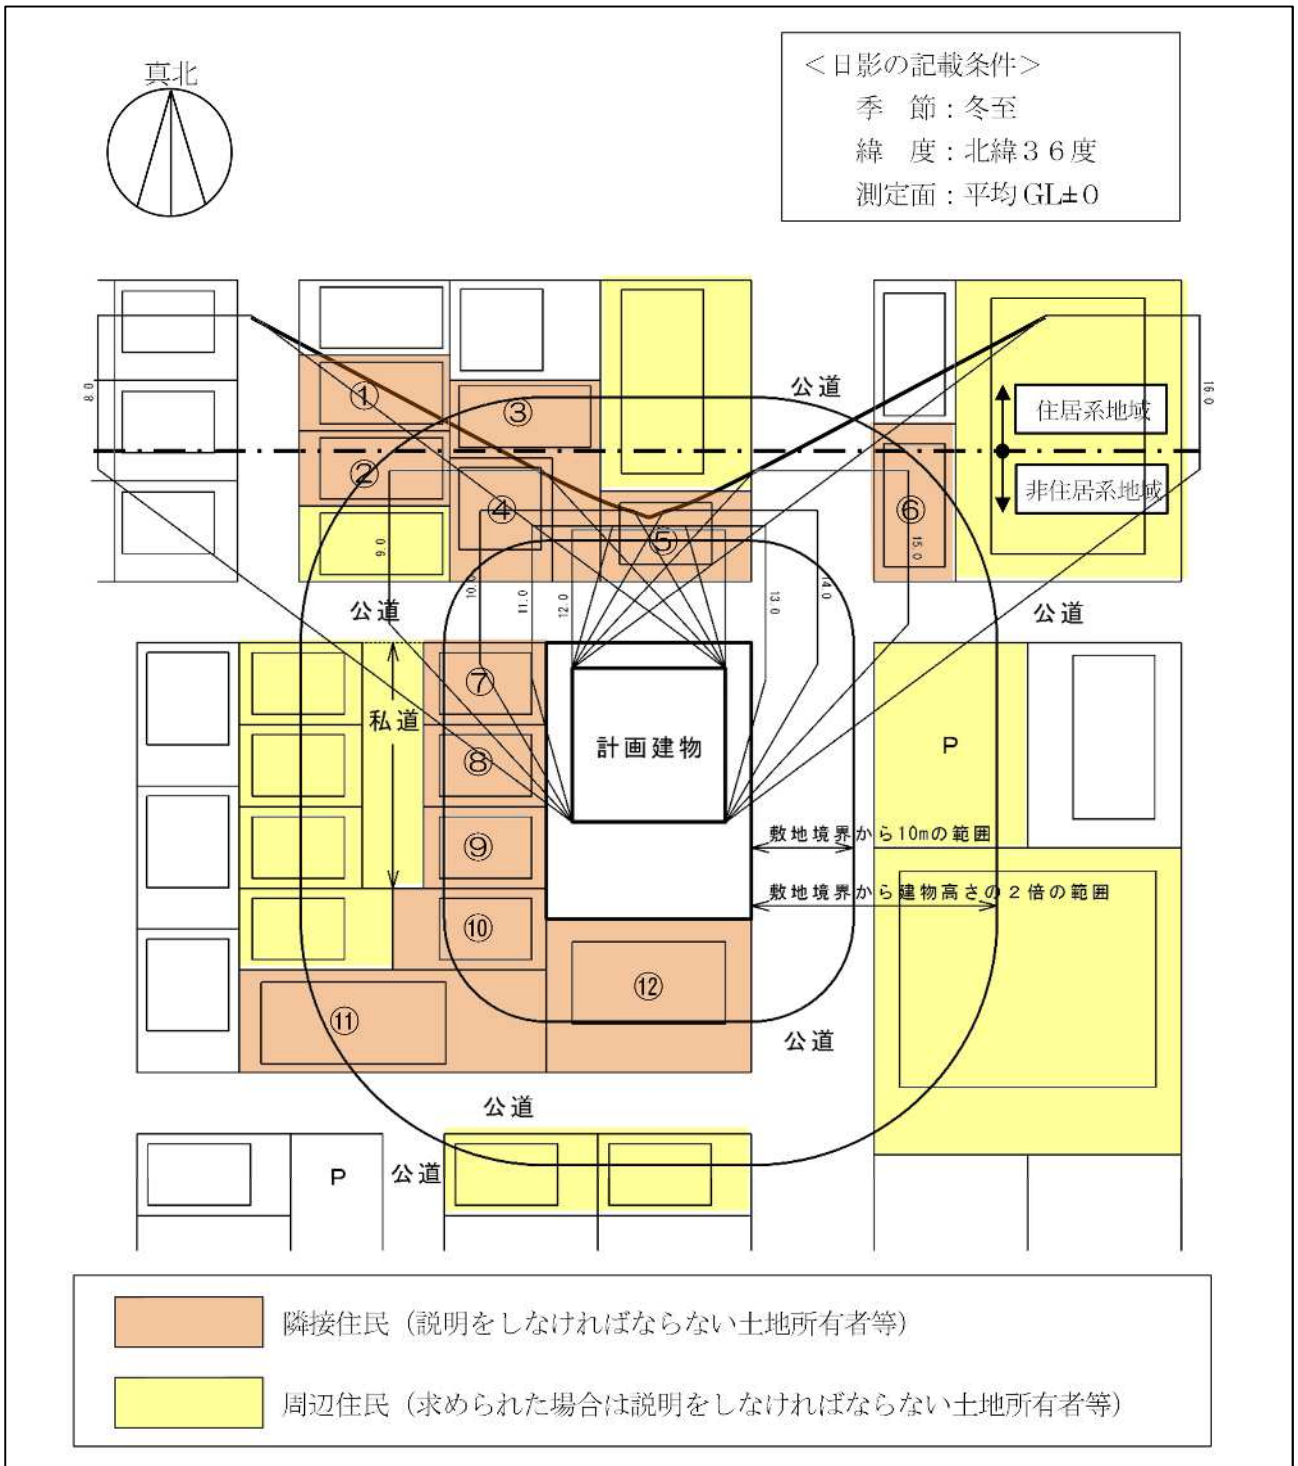 真北
<日影の記載条件>
季　節：冬至
緯　度：北緯３６度
測定面：平均GL±０
8.0
16.0
公道
①
③
住居系地域
②
④
⑤
⑥
非住居系地域
9.0
15.0
10.0
11.0
12.0
13.0
14.0
公道
公道
⑦
私道
⑧
計画建物
P
⑨
敷地境界から10mの範囲
敷地境界から建物高さの２倍の範囲
⑩
⑫
⑪
公道
公道
P
公道
隣接住民（説明をしなければならない土地所有者等）
周辺住民（求められた場合は説明をしなければならない土地所有者等）